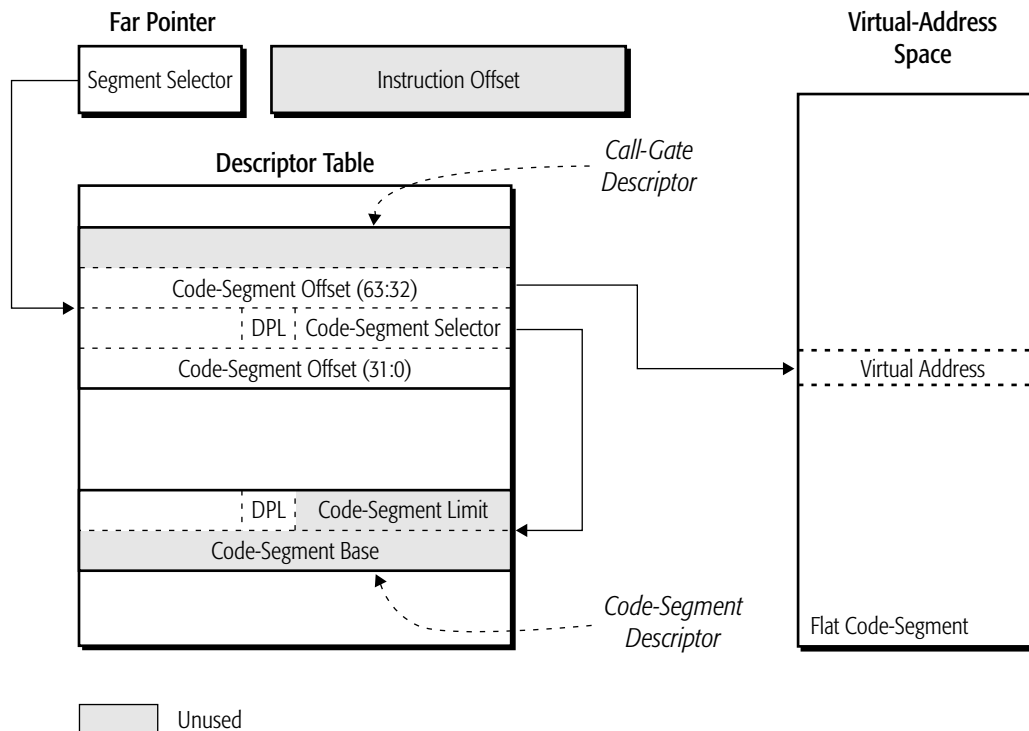 Far Pointer
Virtual-Address
Space
Segment Selector
Instruction Offset
Descriptor Table
Call-Gate
Descriptor
Code-Segment Offset (63:32)
DPL
Code-Segment Selector
Code-Segment Offset (31:0)
Virtual Address
DPL
Code-Segment Limit
Code-Segment Base
Code-Segment
Descriptor
Flat Code-Segment
Unused